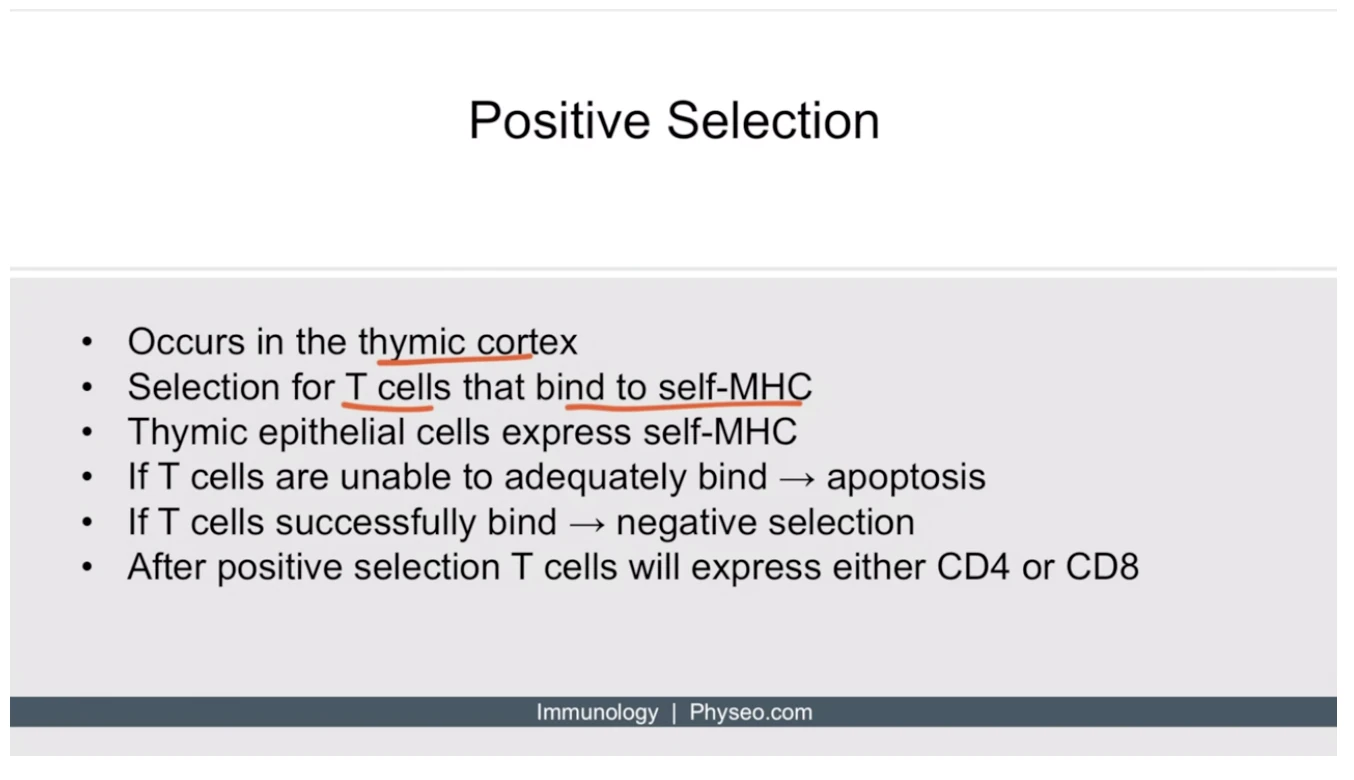 Positive Selection
• Occurs in the thymic cortex
• Selection for T cells that bind to self-MHC
• Thymic epithelial cells express self-MHC
• If T cells are unable to adequately bind → apoptosis
• If T cells successfully bind → negative selection
• After positive selection T cells will express either CD4 or CD8
Immunology | Physeo.com